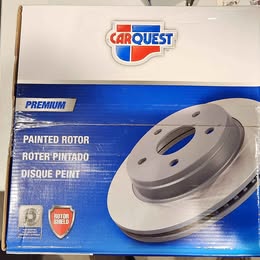 CARQUEST
PREMIUM
PAINTED ROTOR
ROTER PINTADO
DISQUE PEINT
ROTOR
SHIELD